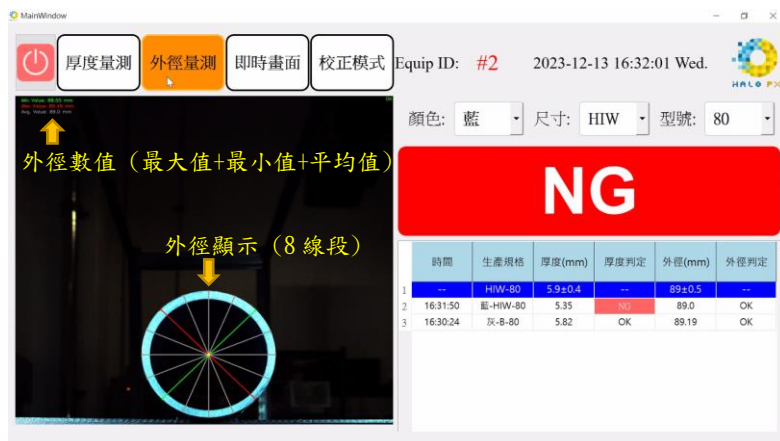 MainWindow
厚度量測 外徑量測 即時畫面 校正模式 Equip ID: #2 2023-12-13 16:32:01 Wed.
HALO PX
顏色: 藍 尺寸: HIW 型號: 80
Avg. Value: 89.0 mm
OK
外徑數值（最大值+最小值+平均值）
NG
外徑顯示（8 線段）
時間 生產規格 厚度(mm) 厚度判定 外徑(mm) 外徑判定
1 -- HIW-80 5.9±0.4 -- 89±0.5 --
2 16:31:50 藍-HIW-80 5.35 NG 89.0 OK
3 16:30:24 灰-B-80 5.82 OK 89.19 OK